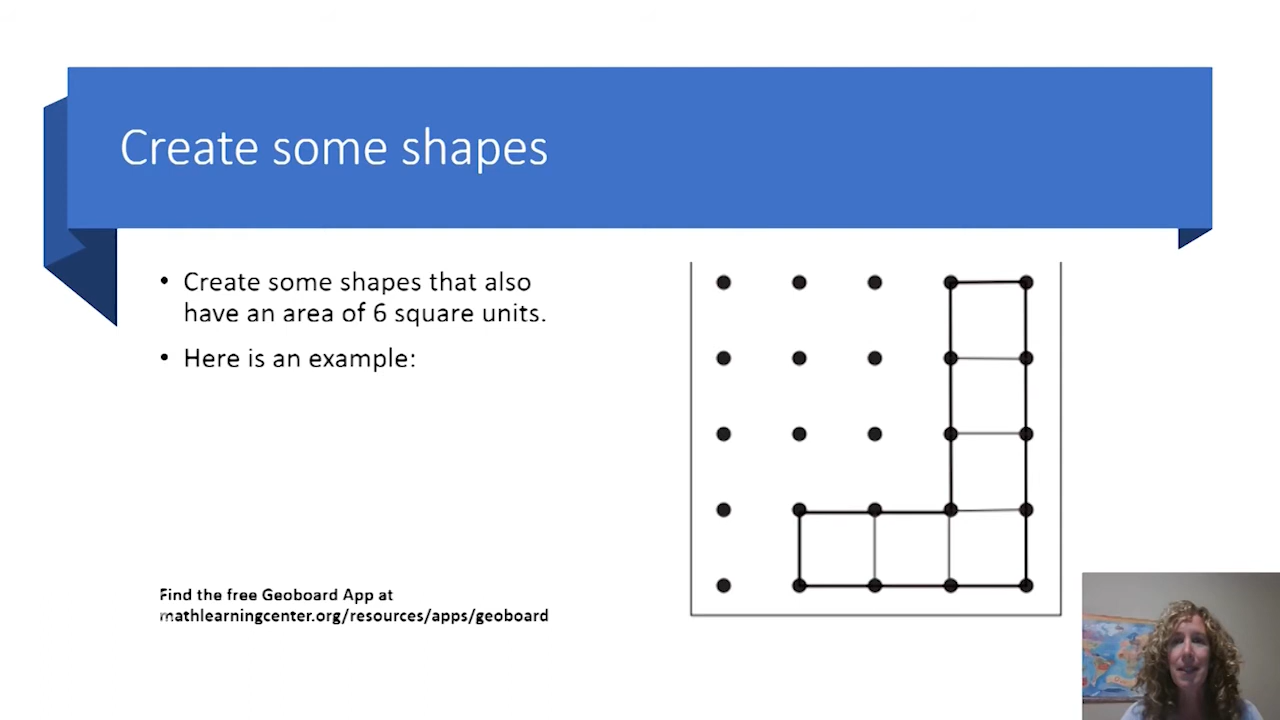 Create some shapes
• Create some shapes that also
have an area of 6 square units.
• Here is an example:
Find the free Geoboard App at
mathlearningcenter.org/resources/apps/geoboard